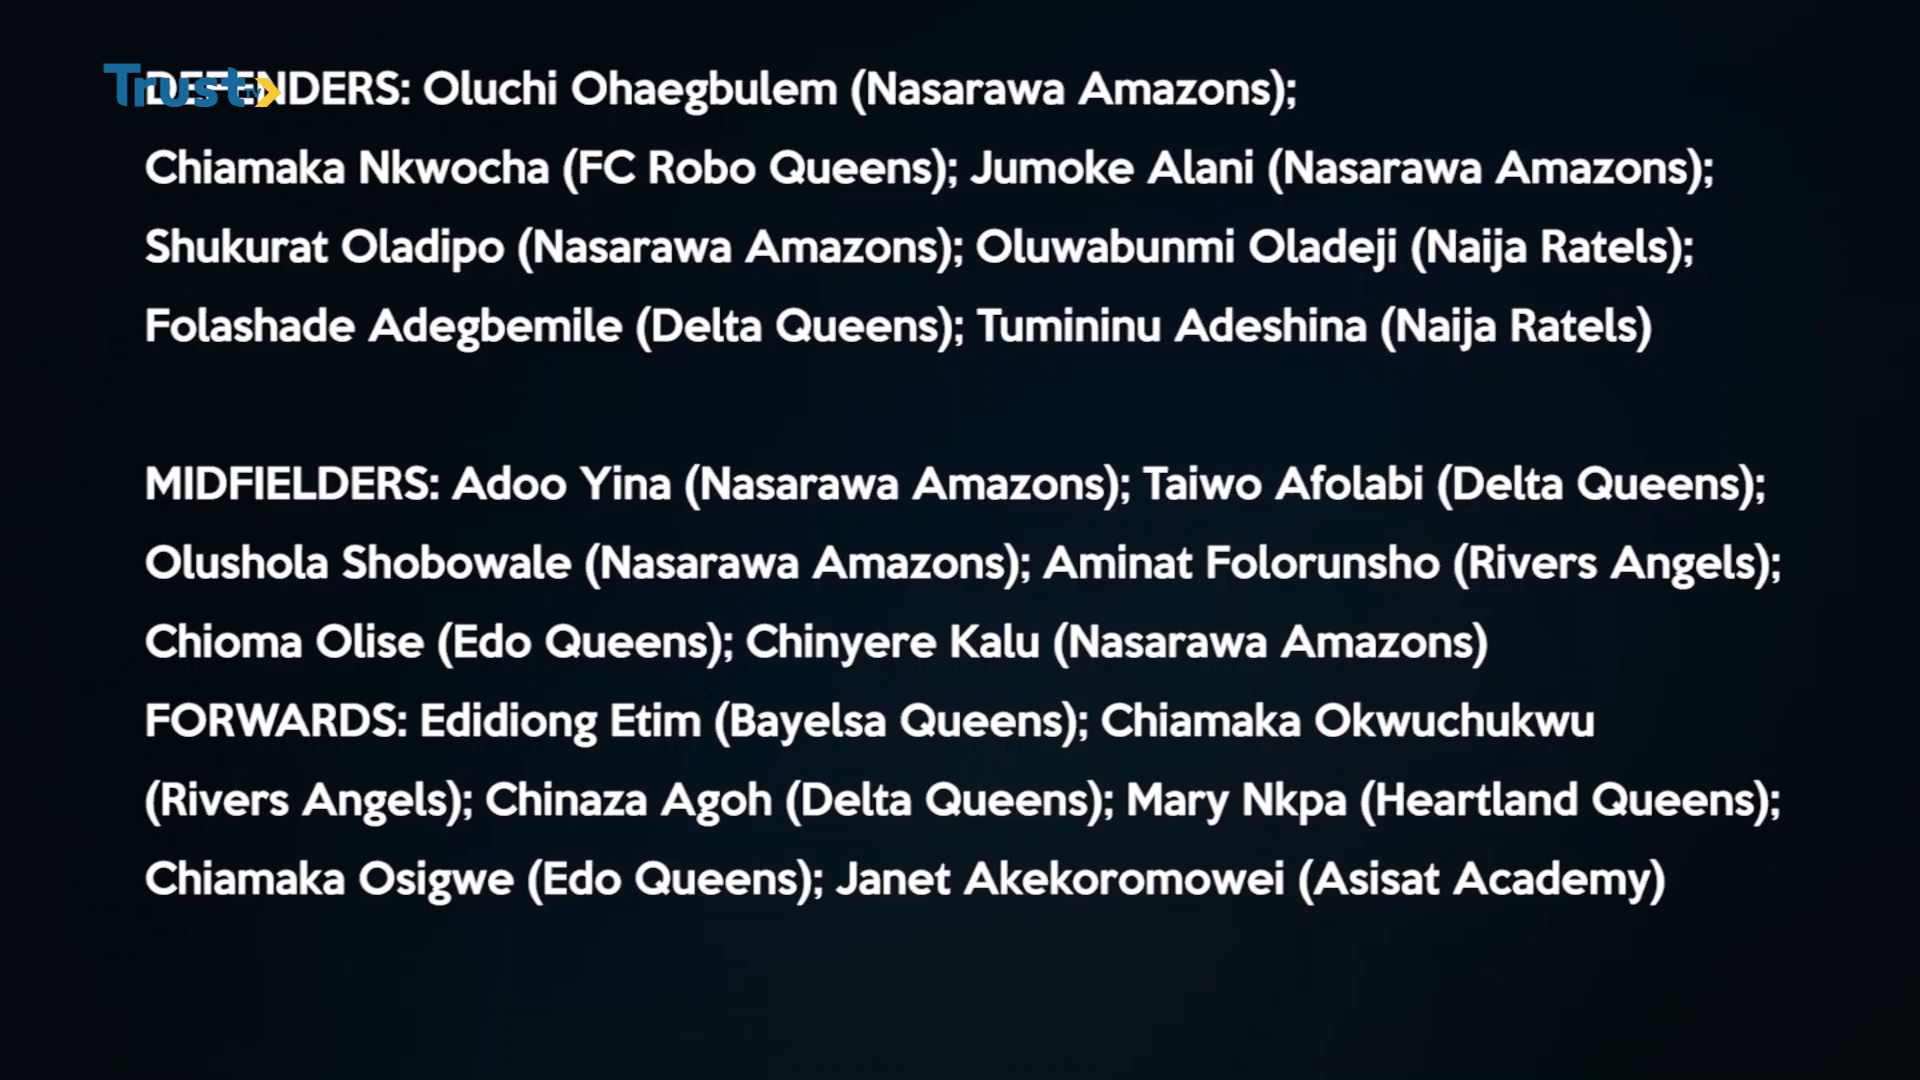 Trust TV
DEFENDERS: Oluchi Ohaegbulem (Nasarawa Amazons);
Chiamaka Nkwocha (FC Robo Queens); Jumoke Alani (Nasarawa Amazons);
Shukurat Oladipo (Nasarawa Amazons); Oluwabunmi Oladeji (Naija Ratels);
Folashade Adegbemile (Delta Queens); Tumininu Adeshina (Naija Ratels)
MIDFIELDERS: Adoo Yina (Nasarawa Amazons); Taiwo Afolabi (Delta Queens);
Olushola Shobowale (Nasarawa Amazons); Aminat Folorunsho (Rivers Angels);
Chioma Olise (Edo Queens); Chinyere Kalu (Nasarawa Amazons)
FORWARDS: Edidiong Etim (Bayelsa Queens); Chiamaka Okwuchukwu
(Rivers Angels); Chinaza Agoh (Delta Queens); Mary Nkpa (Heartland Queens);
Chiamaka Osigwe (Edo Queens); Janet Akekoromowei (Asisat Academy)